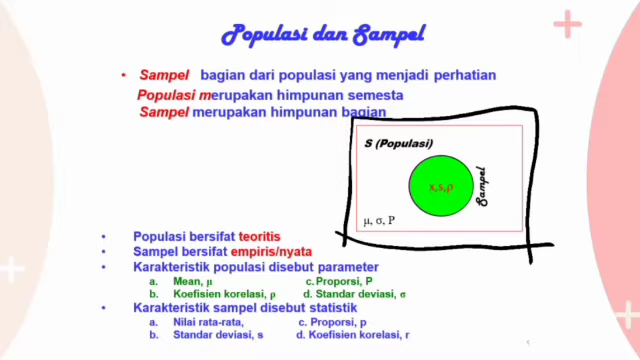 Populasi dan Sampel
• Sampel bagian dari populasi yang menjadi perhatian
Populasi merupakan himpunan semesta
Sampel merupakan himpunan bagian
S (Populasi)
x,s,ρ
Sampel
μ, σ, P
• Populasi bersifat teoritis
• Sampel bersifat empiris/nyata
• Karakteristik populasi disebut parameter
a. Mean, μ c. Proporsi, P
b. Koefisien korelasi, ρ d. Standar deviasi, σ
• Karakteristik sampel disebut statistik
a. Nilai rata-rata, c. Proporsi, p
b. Standar deviasi, s d. Koefisien korelasi, r